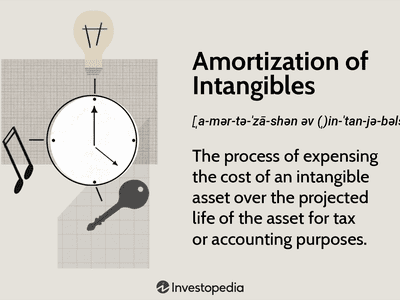 Amortization of
Intangibles
[ˌa-mər-tə-ˈzā-shən əv (ˌ)in-ˈtan-jə-bəls
The process of expensing
the cost of an intangible
asset over the projected
life of the asset for tax
or accounting purposes.
Investopedia